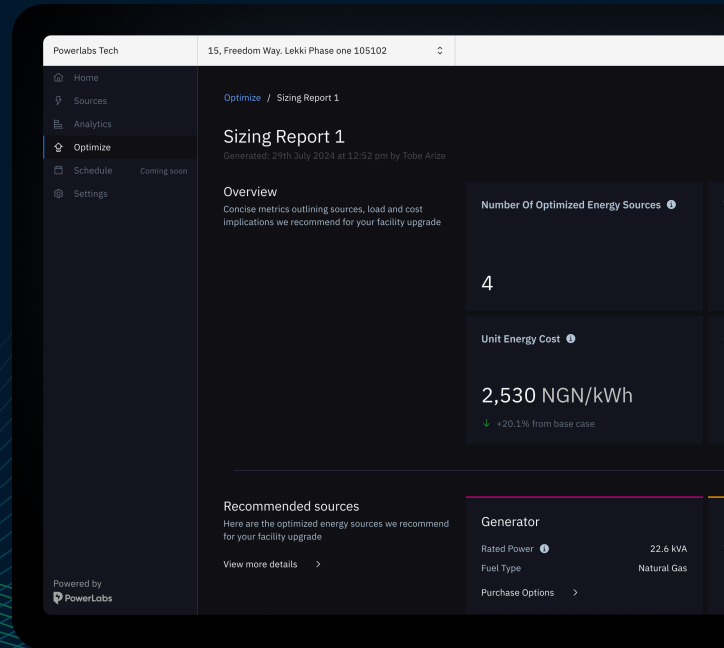 Powerlabs Tech
15, Freedom Way. Lekki Phase one 105102
Home
Sources
Analytics
Optimize
Schedule Coming soon
Settings
Powered by
PowerLabs
Optimize / Sizing Report 1
Sizing Report 1
Generated: 29th July 2024 at 12:52 pm by Tobe Arize
Overview
Concise metrics outlining sources, load and cost
implications we recommend for your facility upgrade
Number Of Optimized Energy Sources
4
Unit Energy Cost
2,530 NGN/kWh
+20.1% from base case
Recommended sources
Here are the optimized energy sources we recommend
for your facility upgrade
View more details
Generator
Rated Power 22.6 kVA
Fuel Type Natural Gas
Purchase Options